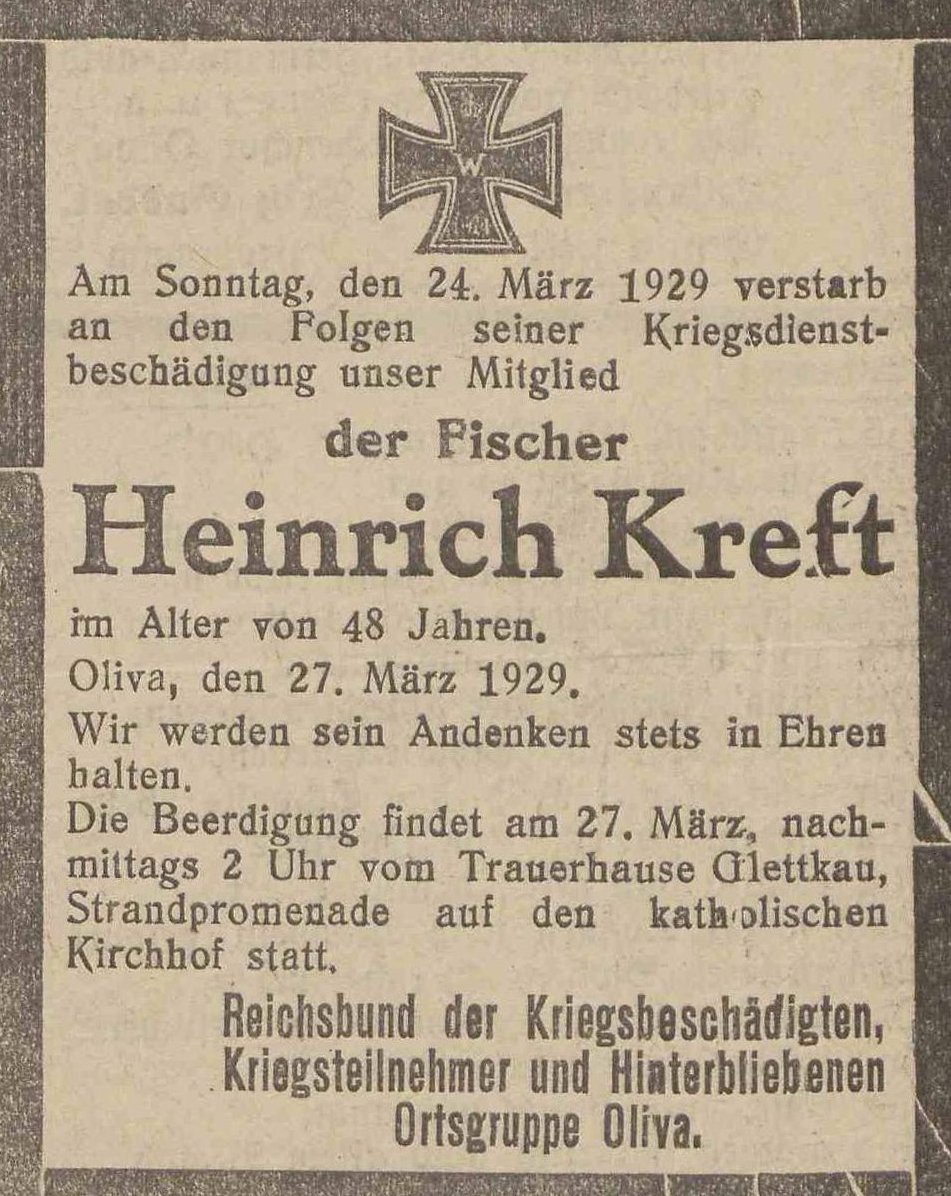 W
Am Sonntag, den 24. März 1929 verstarb
an den Folgen seiner Kriegsdienst-
beschädigung unser Mitglied
der Fischer
Heinrich Kreft
im Alter von 48 Jahren.
Oliva, den 27. März 1929.
Wir werden sein Andenken stets in Ehren
halten.
Die Beerdigung findet am 27. März, nach-
mittags 2 Uhr vom Trauerhause Glettkau,
Strandpromenade auf den katholischen
Kirchhof statt.
Reichsbund der Kriegsbeschädigten,
Kriegsteilnehmer und Hinterbliebenen
Ortsgruppe Oliva.